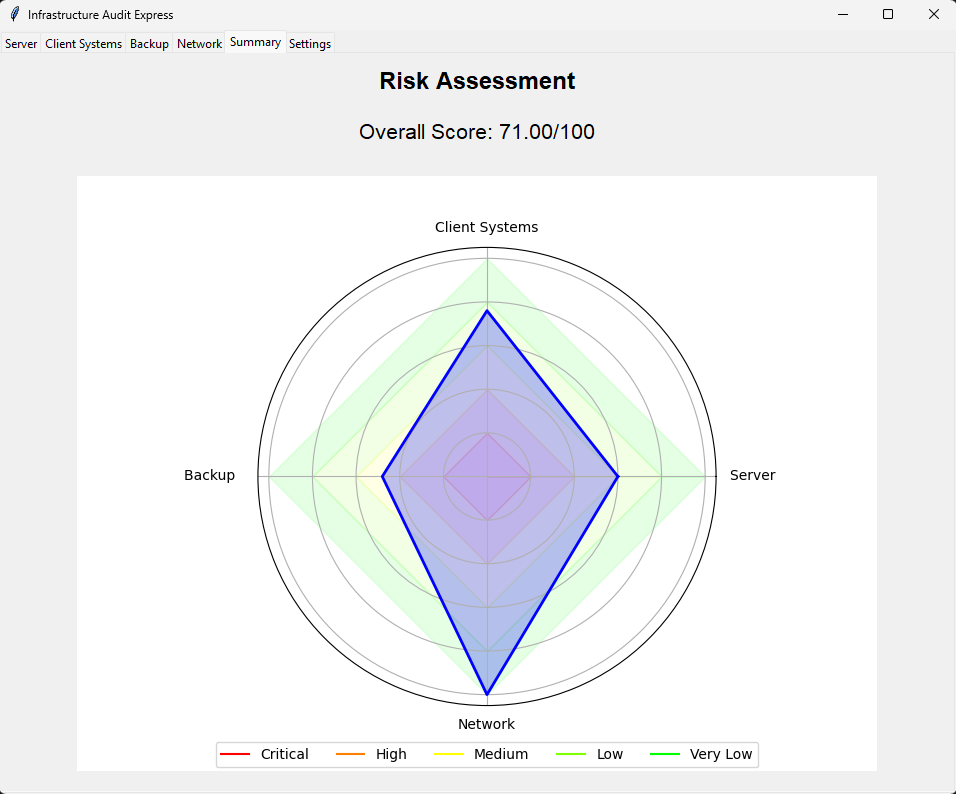 Infrastructure Audit Express
Server Client Systems Backup Network Summary Settings
Risk Assessment
Overall Score: 71.00/100
Client Systems
Backup
Server
Network
Critical High Medium Low Very Low